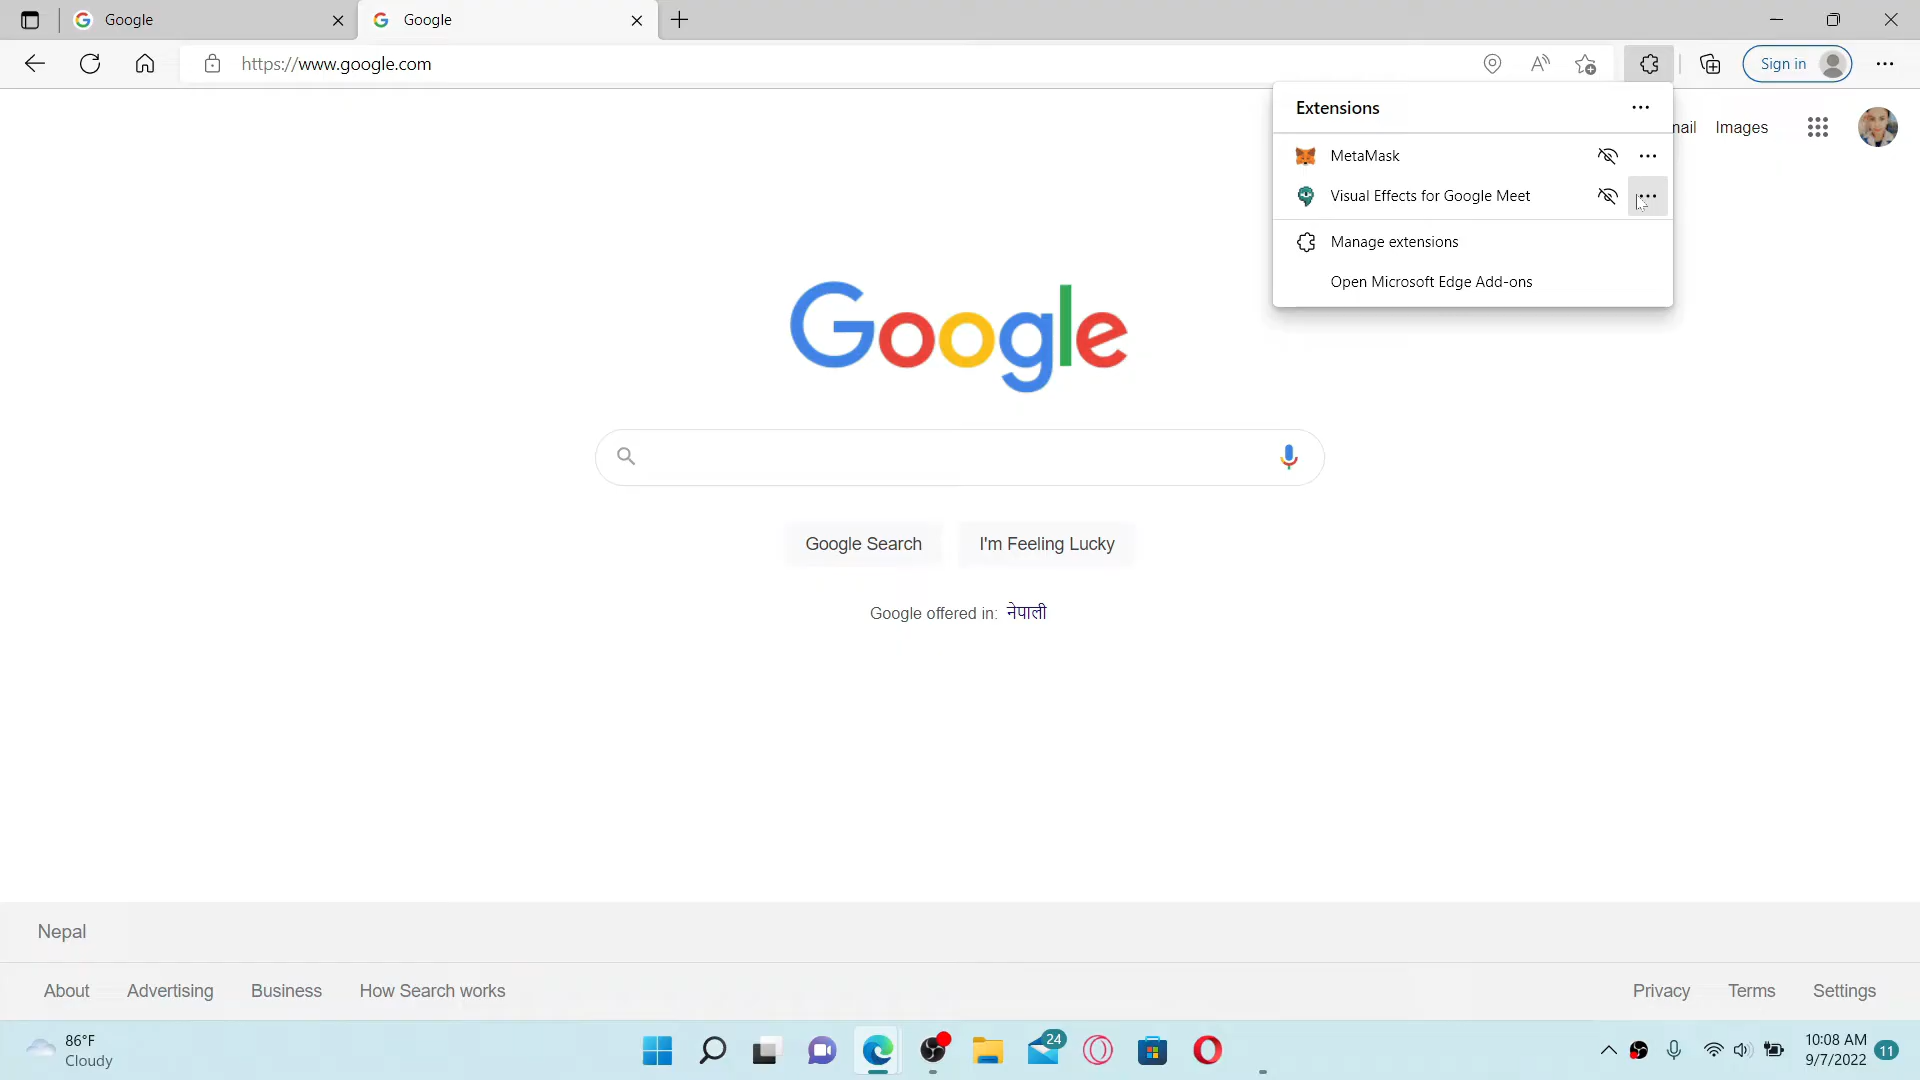 Google
Google
https://www.google.com
A
Sign in
Extensions
mail
Images
MetaMask
Visual Effects for Google Meet
Manage extensions
Open Microsoft Edge Add-ons
Google
Google Search
I'm Feeling Lucky
Google offered in: नेपाली
Nepal
About
Advertising
Business
How Search works
Privacy
Terms
Settings
86°F
Cloudy
24
10:08 AM
9/7/2022
11